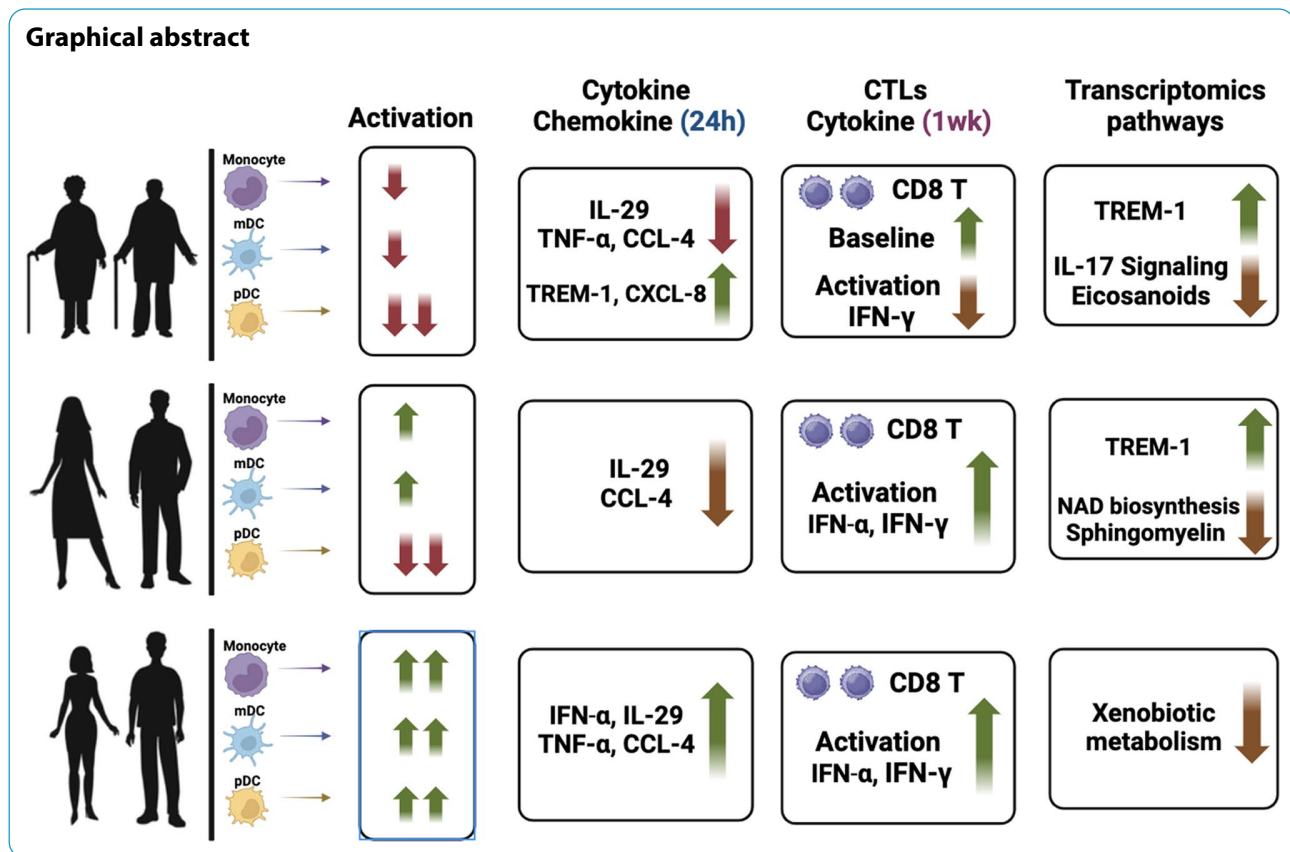 Graphical abstract
Activation
Cytokine
Chemokine (24h)
CTLs
Cytokine (1wk)
Transcriptomics
pathways
Monocyte
mDC
pDC
IL-29
TNF-α, CCL-4
TREM-1, CXCL-8
CD8 T
Baseline
Activation
IFN-γ
TREM-1
IL-17 Signaling
Eicosanoids
Monocyte
mDC
pDC
IL-29
CCL-4
CD8 T
Activation
IFN-α, IFN-γ
TREM-1
NAD biosynthesis
Sphingomyelin
Monocyte
mDC
pDC
IFN-α, IL-29
TNF-α, CCL-4
CD8 T
Activation
IFN-α, IFN-γ
Xenobiotic
metabolism